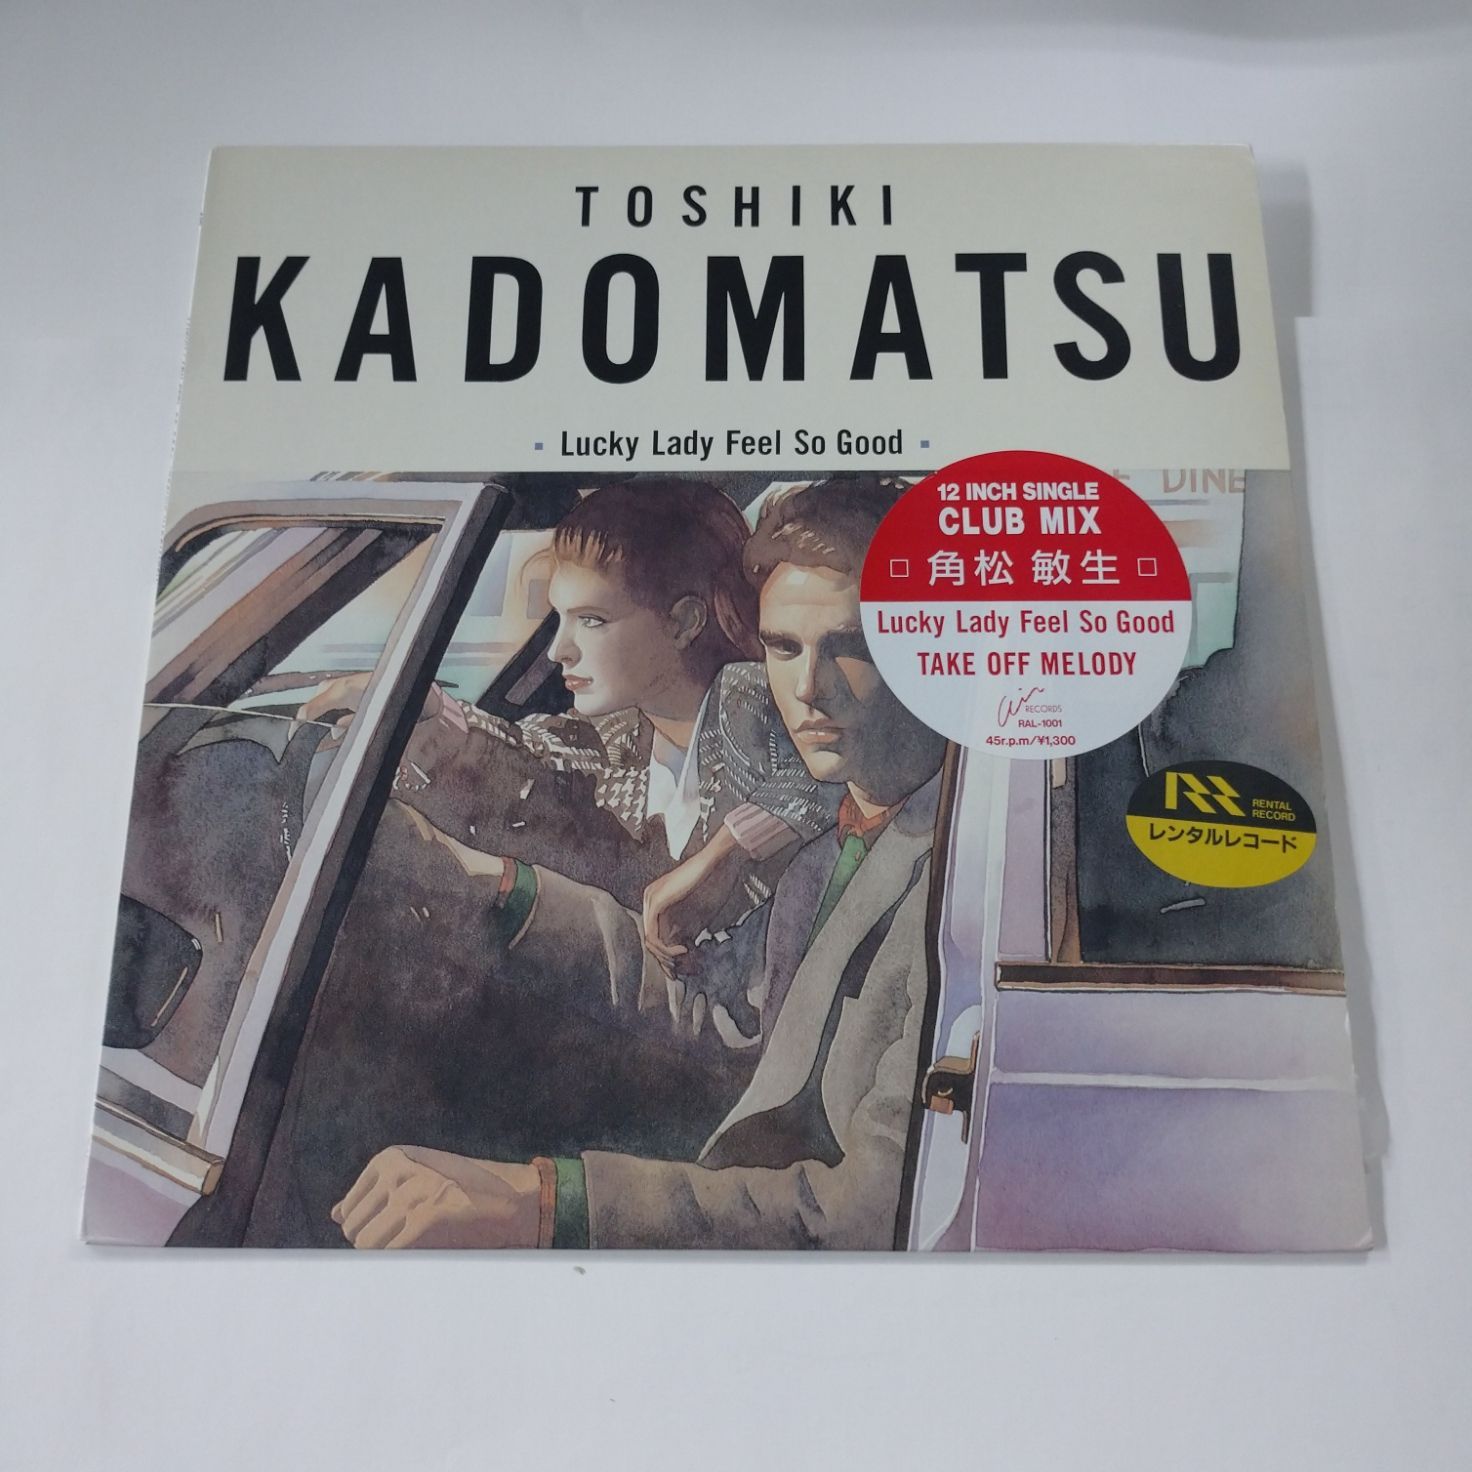 TOSHIKI
KADOMATSU
▪ Lucky Lady Feel So Good ▪
DINE
12 INCH SINGLE
CLUB MIX
□ 角松 敏生 □
Lucky Lady Feel So Good
TAKE OFF MELODY
Air
RECORDS
RAL-1001
45r.p.m/¥1,300
RR
RENTAL
RECORD
レンタルレコード